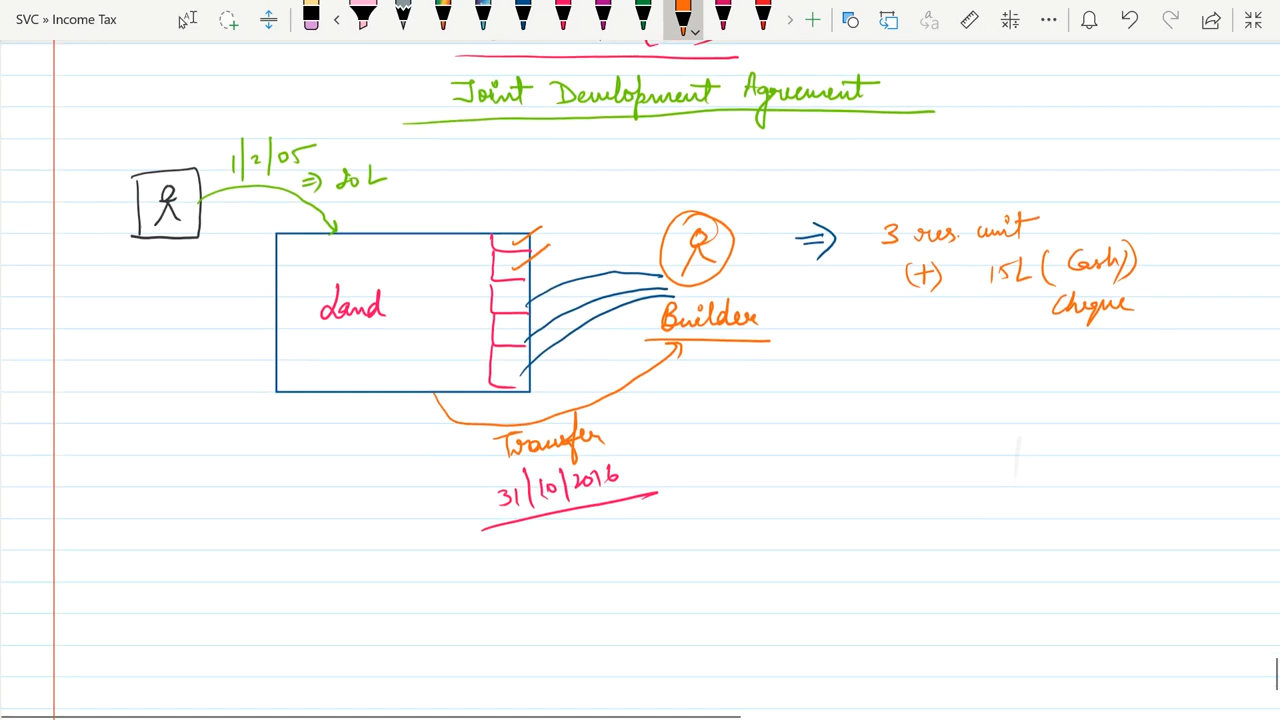 SVC » Income Tax
Joint Development Agreement
1/2/05
⇒ 20L
Land
Builder
⇒ 3 res. unit
(+) 15L (Cash)
Cheque
Transfer
31/10/2016